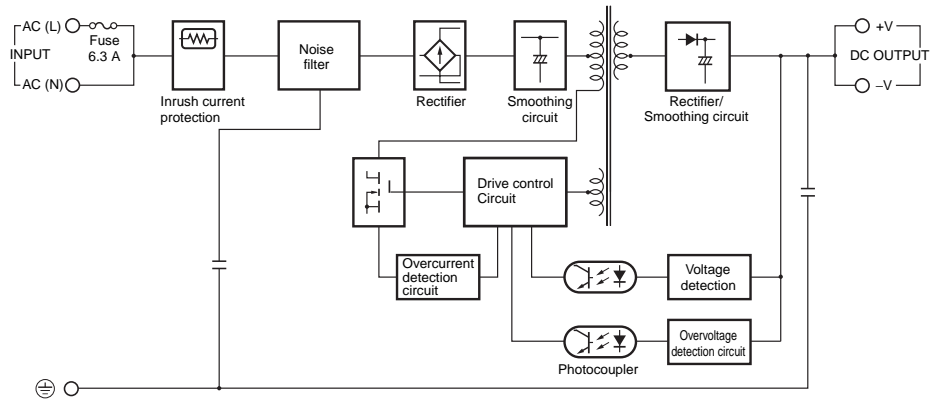 AC (L)
Fuse
6.3 A
INPUT
AC (N)
Inrush current
protection
Noise
filter
Rectifier
Smoothing
circuit
Rectifier/
Smoothing circuit
+V
DC OUTPUT
–V
Drive control
Circuit
Overcurrent
detection
circuit
Voltage
detection
Overvoltage
detection circuit
Photocoupler